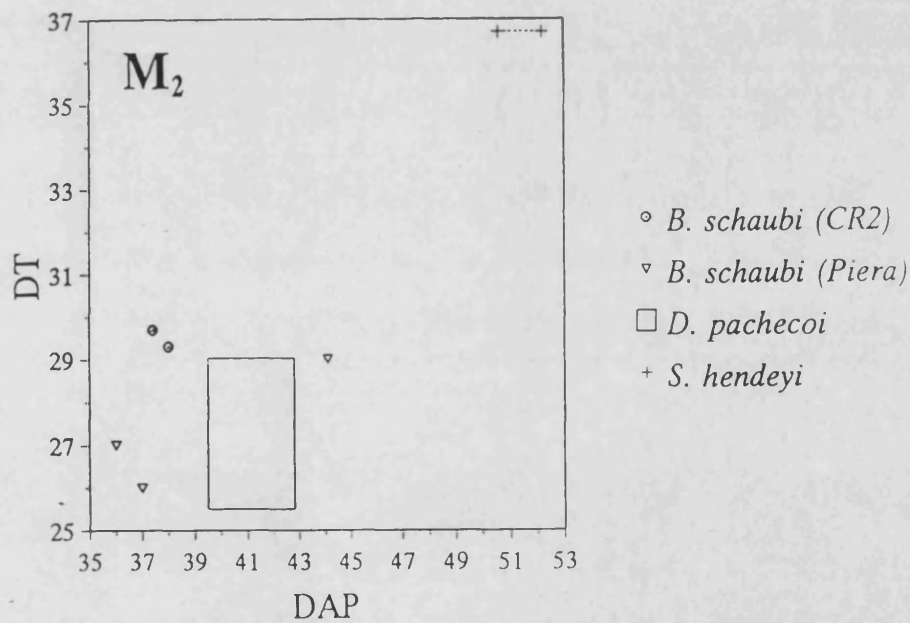 37
M2
35
33
31
DT
29
27
25
35 37 39 41 43 45 47 49 51 53
DAP
B. schaubi (CR2)
B. schaubi (Piera)
D. pachecoi
S. hendeyi